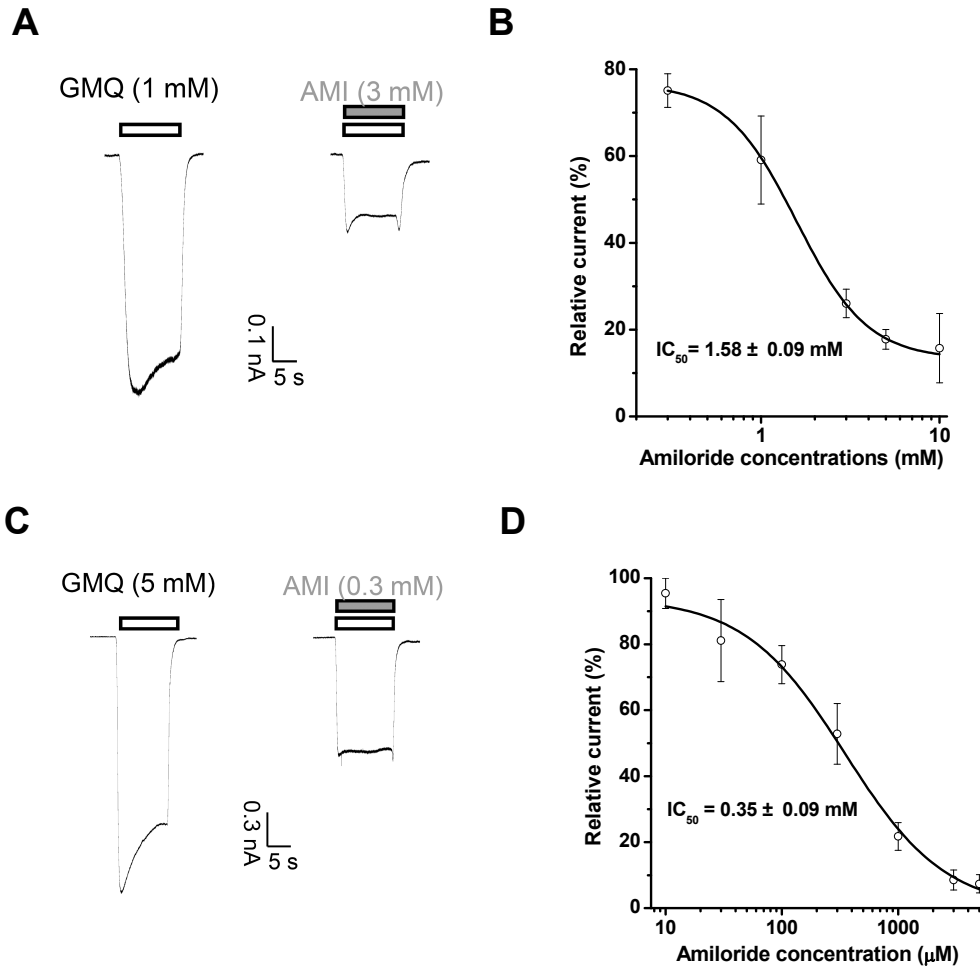 A
GMQ (1 mM)
AMI (3 mM)
0.1 nA
5 s
B
80
60
40
20
0
Relative current (%)
IC50= 1.58 ± 0.09 mM
1
10
Amiloride concentrations (mM)
C
GMQ (5 mM)
AMI (0.3 mM)
0.3 nA
5 s
D
100
80
60
40
20
0
Relative current (%)
IC50 = 0.35 ± 0.09 mM
10
100
1000
Amiloride concentration (μM)